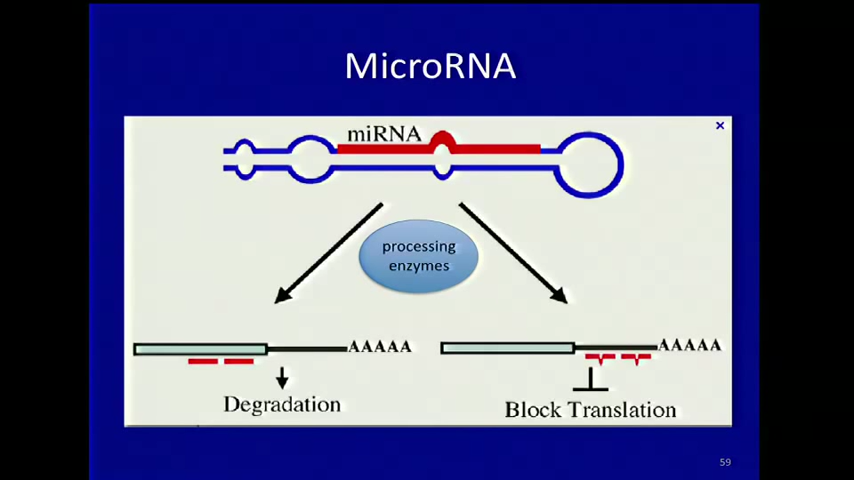 MicroRNA
miRNA
processing
enzymes
AAAAA
AAAAA
Degradation
Block Translation
59